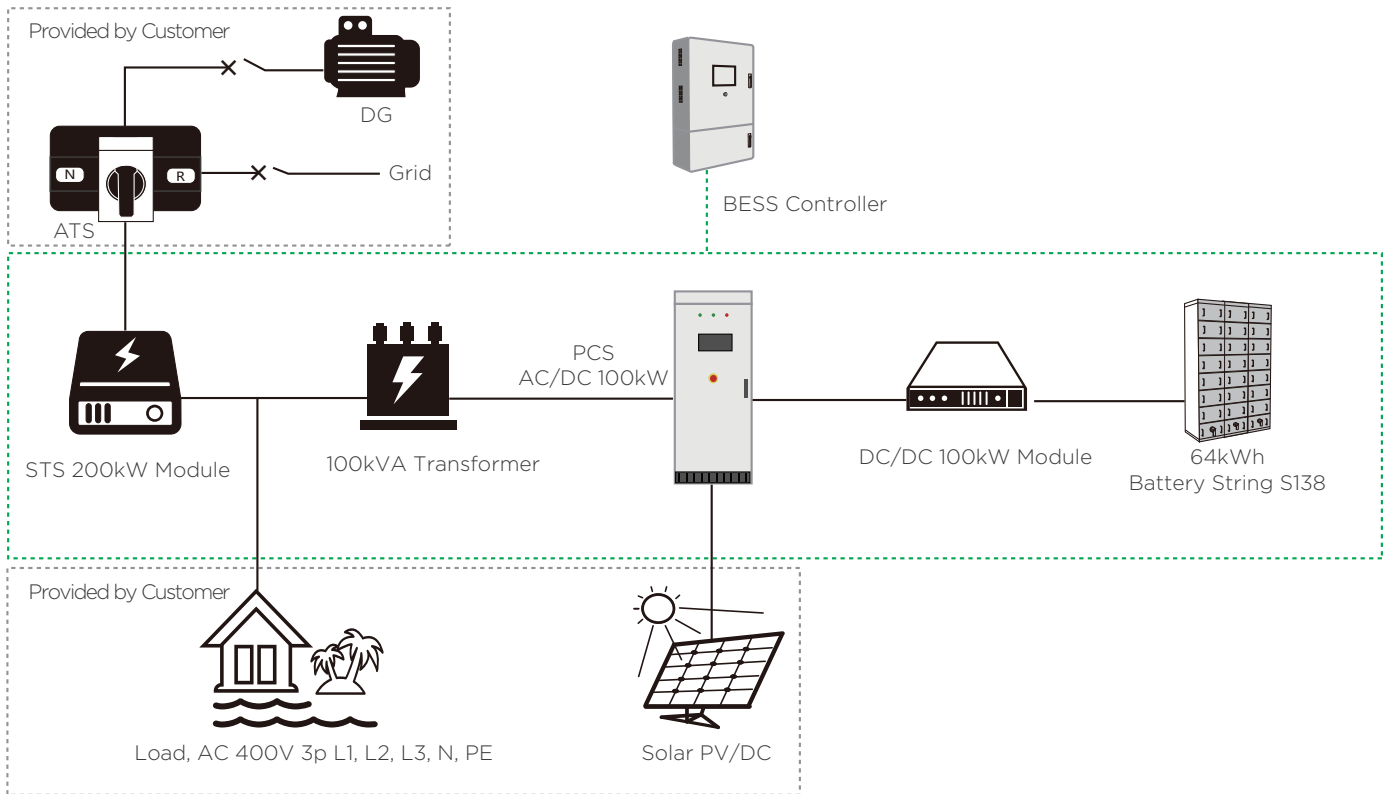 Provided by Customer
DG
N
R
Grid
ATS
BESS Controller
PCS
AC/DC 100kW
STS 200kW Module
100kVA Transformer
DC/DC 100kW Module
64kWh
Battery String S138
Provided by Customer
Load, AC 400V 3p L1, L2, L3, N, PE
Solar PV/DC